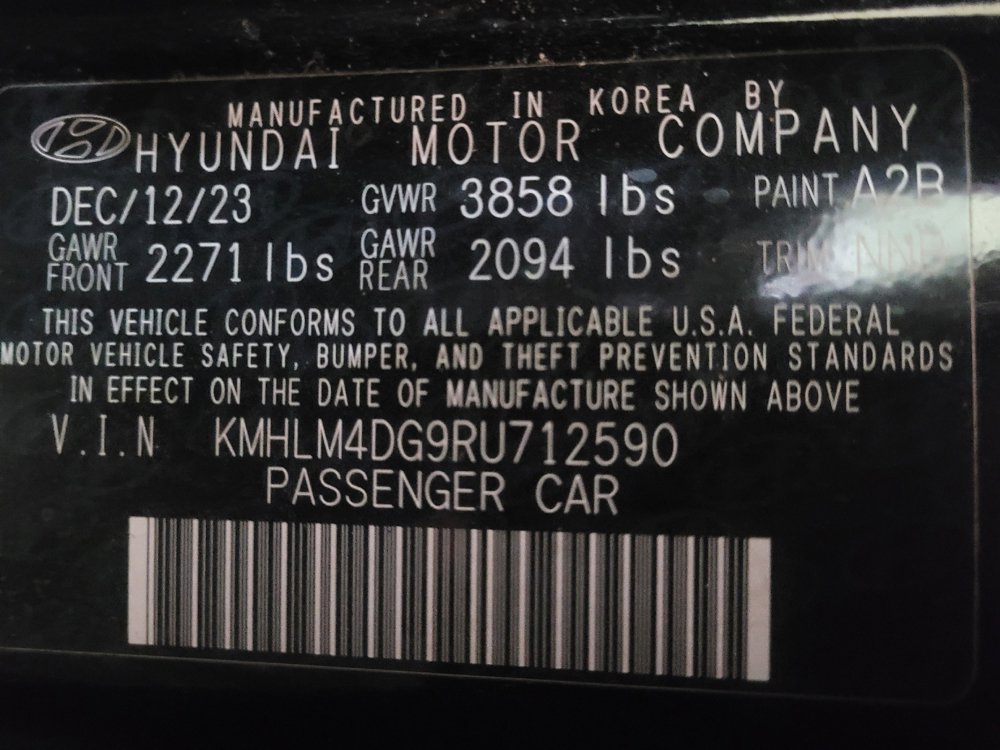 MANUFACTURED IN KOREA BY
HYUNDAI MOTOR COMPANY
DEC/12/23 GVWR 3858 lbs PAINT A2B
GAWR FRONT 2271 lbs GAWR REAR 2094 lbs TRIM
THIS VEHICLE CONFORMS TO ALL APPLICABLE U.S.A. FEDERAL
MOTOR VEHICLE SAFETY, BUMPER, AND THEFT PREVENTION STANDARDS
IN EFFECT ON THE DATE OF MANUFACTURE SHOWN ABOVE
V.I.N KMHLM4DG9RU712590
PASSENGER CAR